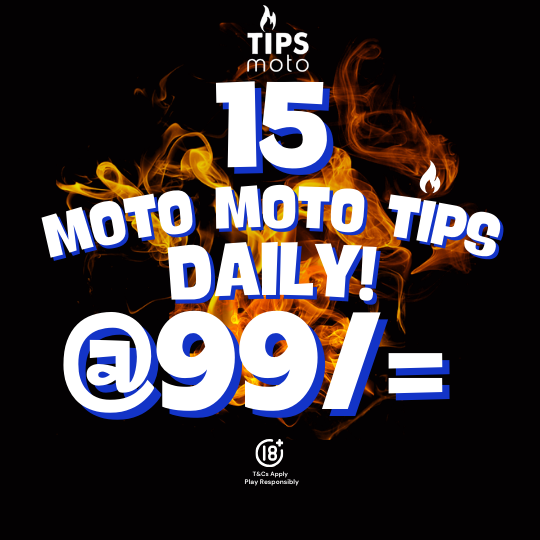 TIPS
moto
15
MOTO MOTO TIPS
DAILY!
@99/=
18+
T&Cs Apply
Play Responsibly